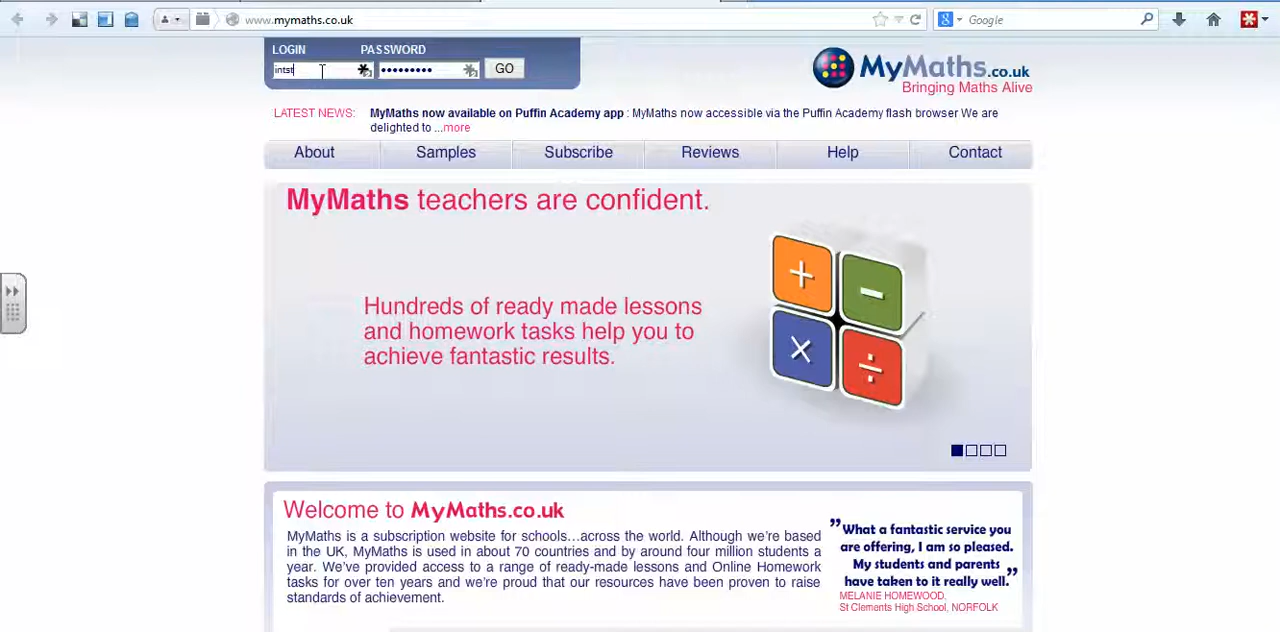 www.mymaths.co.uk
Google
LOGIN PASSWORD
intst
GO
MyMaths.co.uk
Bringing Maths Alive
LATEST NEWS: MyMaths now available on Puffin Academy app : MyMaths now accessible via the Puffin Academy flash browser We are
delighted to ...more
About Samples Subscribe Reviews Help Contact
MyMaths teachers are confident.
Hundreds of ready made lessons
and homework tasks help you to
achieve fantastic results.
+ −
× ÷
Welcome to MyMaths.co.uk
MyMaths is a subscription website for schools…across the world. Although we're based
in the UK, MyMaths is used in about 70 countries and by around four million students a
year. We've provided access to a range of ready-made lessons and Online Homework
tasks for over ten years and we're proud that our resources have been proven to raise
standards of achievement.
"What a fantastic service you
are offering, I am so pleased.
My students and parents
have taken to it really well."
MELANIE HOMEWOOD.
St Clements High School, NORFOLK